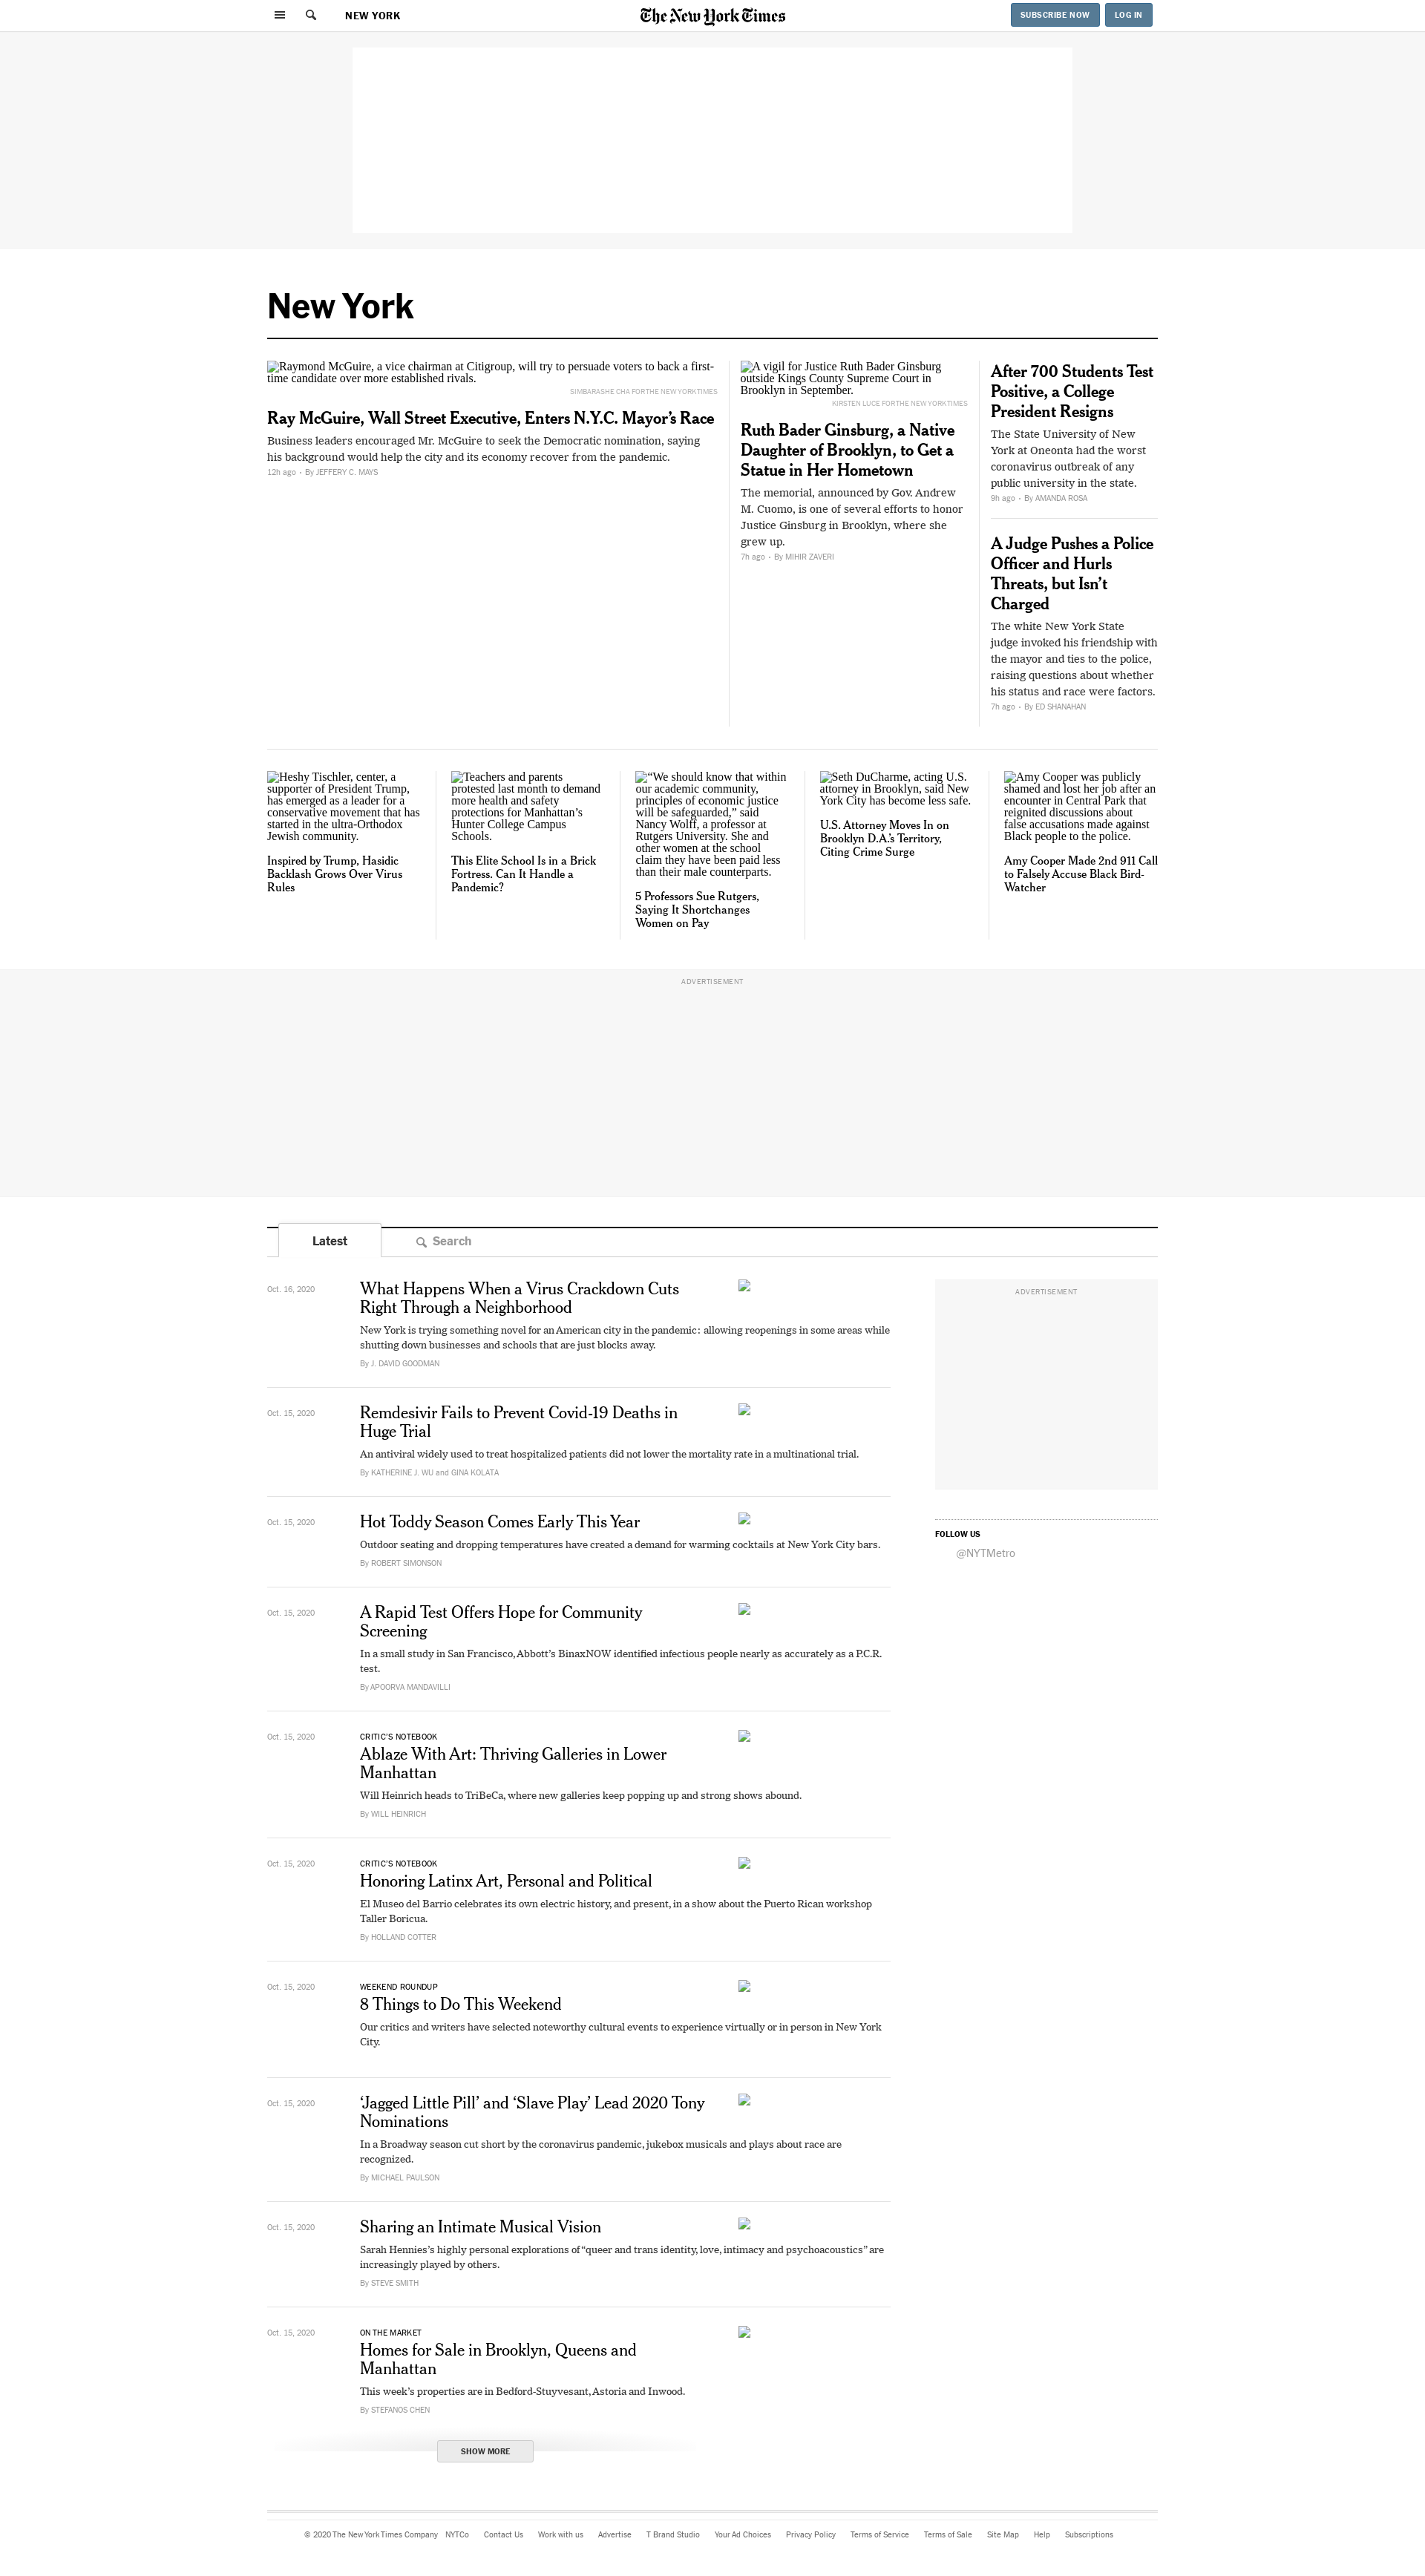 NEW YORK
The New York Times
SUBSCRIBE NOW
LOG IN
New York
Raymond McGuire, a vice chairman at Citigroup, will try to persuade voters to back a first-
time candidate over more established rivals.
SIMBARASHE CHA FOR THE NEW YORK TIMES
Ray McGuire, Wall Street Executive, Enters N.Y.C. Mayor’s Race
Business leaders encouraged Mr. McGuire to seek the Democratic nomination, saying
his background would help the city and its economy recover from the pandemic.
12h ago • By JEFFERY C. MAYS
A vigil for Justice Ruth Bader Ginsburg
outside Kings County Supreme Court in
Brooklyn in September.
KIRSTEN LUCE FOR THE NEW YORK TIMES
Ruth Bader Ginsburg, a Native
Daughter of Brooklyn, to Get a
Statue in Her Hometown
The memorial, announced by Gov. Andrew
M. Cuomo, is one of several efforts to honor
Justice Ginsburg in Brooklyn, where she
grew up.
7h ago • By MIHIR ZAVERI
After 700 Students Test
Positive, a College
President Resigns
The State University of New
York at Oneonta had the worst
coronavirus outbreak of any
public university in the state.
9h ago • By AMANDA ROSA
A Judge Pushes a Police
Officer and Hurls
Threats, but Isn’t
Charged
The white New York State
judge invoked his friendship with
the mayor and ties to the police,
raising questions about whether
his status and race were factors.
7h ago • By ED SHANAHAN
Heshy Tischler, center, a
supporter of President Trump,
has emerged as a leader for a
conservative movement that has
started in the ultra-Orthodox
Jewish community.
Inspired by Trump, Hasidic
Backlash Grows Over Virus
Rules
Teachers and parents
protested last month to demand
more health and safety
protections for Manhattan’s
Hunter College Campus
Schools.
This Elite School Is in a Brick
Fortress. Can It Handle a
Pandemic?
“We should know that within
our academic community,
principles of economic justice
will be safeguarded,” said
Nancy Wolff, a professor at
Rutgers University. She and
other women at the school
claim they have been paid less
than their male counterparts.
5 Professors Sue Rutgers,
Saying It Shortchanges
Women on Pay
Seth DuCharme, acting U.S.
attorney in Brooklyn, said New
York City has become less safe.
U.S. Attorney Moves In on
Brooklyn D.A.’s Territory,
Citing Crime Surge
Amy Cooper was publicly
shamed and lost her job after an
encounter in Central Park that
reignited discussions about
false accusations made against
Black people to the police.
Amy Cooper Made 2nd 911 Call
to Falsely Accuse Black Bird-
Watcher
ADVERTISEMENT
Latest
Search
Oct. 16, 2020
What Happens When a Virus Crackdown Cuts
Right Through a Neighborhood
New York is trying something novel for an American city in the pandemic: allowing reopenings in some areas while
shutting down businesses and schools that are just blocks away.
By J. DAVID GOODMAN
ADVERTISEMENT
Oct. 15, 2020
Remdesivir Fails to Prevent Covid-19 Deaths in
Huge Trial
An antiviral widely used to treat hospitalized patients did not lower the mortality rate in a multinational trial.
By KATHERINE J. WU and GINA KOLATA
Oct. 15, 2020
Hot Toddy Season Comes Early This Year
Outdoor seating and dropping temperatures have created a demand for warming cocktails at New York City bars.
By ROBERT SIMONSON
FOLLOW US
@NYTMetro
Oct. 15, 2020
A Rapid Test Offers Hope for Community
Screening
In a small study in San Francisco, Abbott’s BinaxNOW identified infectious people nearly as accurately as a P.C.R.
test.
By APOORVA MANDAVILLI
Oct. 15, 2020
CRITIC’S NOTEBOOK
Ablaze With Art: Thriving Galleries in Lower
Manhattan
Will Heinrich heads to TriBeCa, where new galleries keep popping up and strong shows abound.
By WILL HEINRICH
Oct. 15, 2020
CRITIC’S NOTEBOOK
Honoring Latinx Art, Personal and Political
El Museo del Barrio celebrates its own electric history, and present, in a show about the Puerto Rican workshop
Taller Boricua.
By HOLLAND COTTER
Oct. 15, 2020
WEEKEND ROUNDUP
8 Things to Do This Weekend
Our critics and writers have selected noteworthy cultural events to experience virtually or in person in New York
City.
Oct. 15, 2020
‘Jagged Little Pill’ and ‘Slave Play’ Lead 2020 Tony
Nominations
In a Broadway season cut short by the coronavirus pandemic, jukebox musicals and plays about race are
recognized.
By MICHAEL PAULSON
Oct. 15, 2020
Sharing an Intimate Musical Vision
Sarah Hennies’s highly personal explorations of “queer and trans identity, love, intimacy and psychoacoustics” are
increasingly played by others.
By STEVE SMITH
Oct. 15, 2020
ON THE MARKET
Homes for Sale in Brooklyn, Queens and
Manhattan
This week’s properties are in Bedford-Stuyvesant, Astoria and Inwood.
By STEFANOS CHEN
SHOW MORE
© 2020 The New York Times Company NYTCo Contact Us Work with us Advertise T Brand Studio Your Ad Choices Privacy Policy Terms of Service Terms of Sale Site Map Help Subscriptions